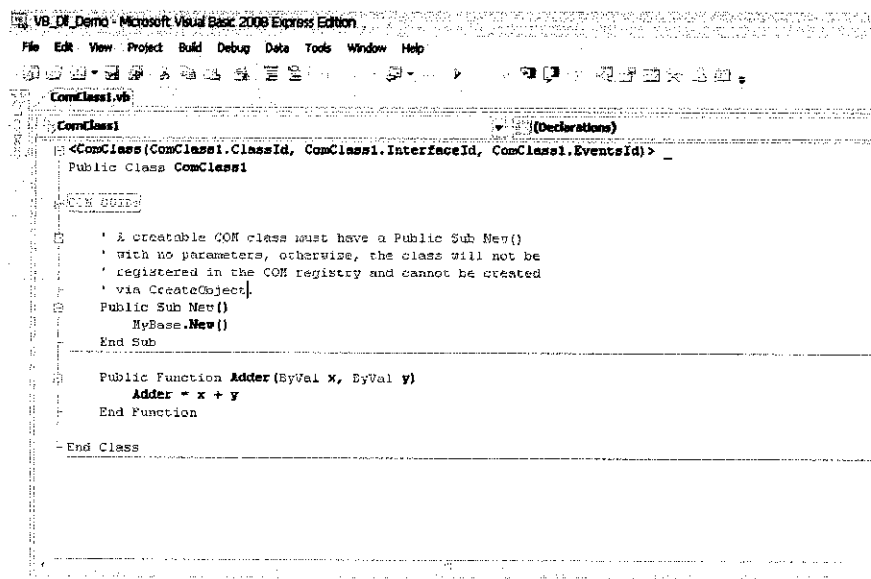 VB_Dll_Demo - Microsoft Visual Basic 2008 Express Edition
File Edit View Project Build Debug Data Tools Window Help
ComClass1.vb
ComClass1 (Declarations)
<ComClass(ComClass1.ClassId, ComClass1.InterfaceId, ComClass1.EventsId)> _
Public Class ComClass1
COM GUIDs
' A creatable COM class must have a Public Sub New()
' with no parameters, otherwise, the class will not be
' registered in the COM registry and cannot be created
' via CreateObject.
Public Sub New()
MyBase.New()
End Sub
Public Function Adder(ByVal x, ByVal y)
Adder = x + y
End Function
End Class